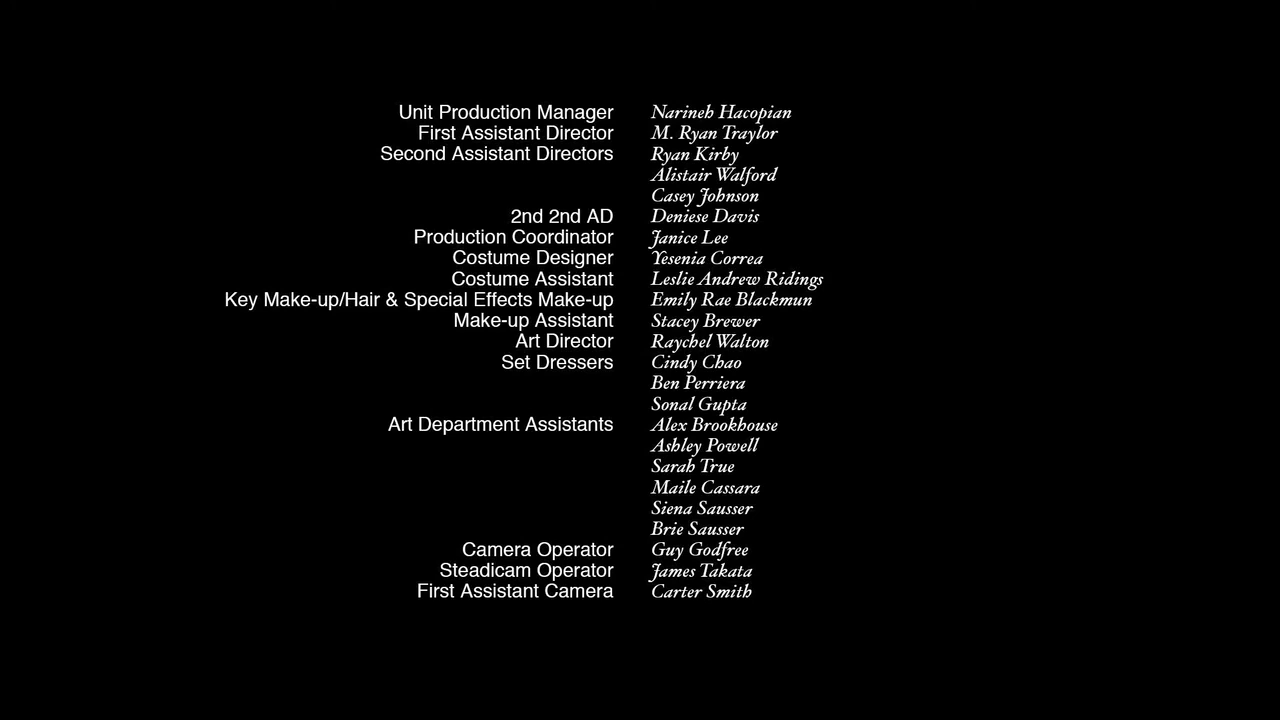 Unit Production Manager Narineh Hacopian
First Assistant Director M. Ryan Traylor
Second Assistant Directors Ryan Kirby
Alistair Walford
Casey Johnson
2nd 2nd AD Deniese Davis
Production Coordinator Janice Lee
Costume Designer Yesenia Correa
Costume Assistant Leslie Andrew Ridings
Key Make-up/Hair & Special Effects Make-up Emily Rae Blackmun
Make-up Assistant Stacey Brewer
Art Director Raychel Walton
Set Dressers Cindy Chao
Ben Perriera
Sonal Gupta
Art Department Assistants Alex Brookhouse
Ashley Powell
Sarah True
Maile Cassara
Siena Sausser
Brie Sausser
Camera Operator Guy Godfree
Steadicam Operator James Takata
First Assistant Camera Carter Smith